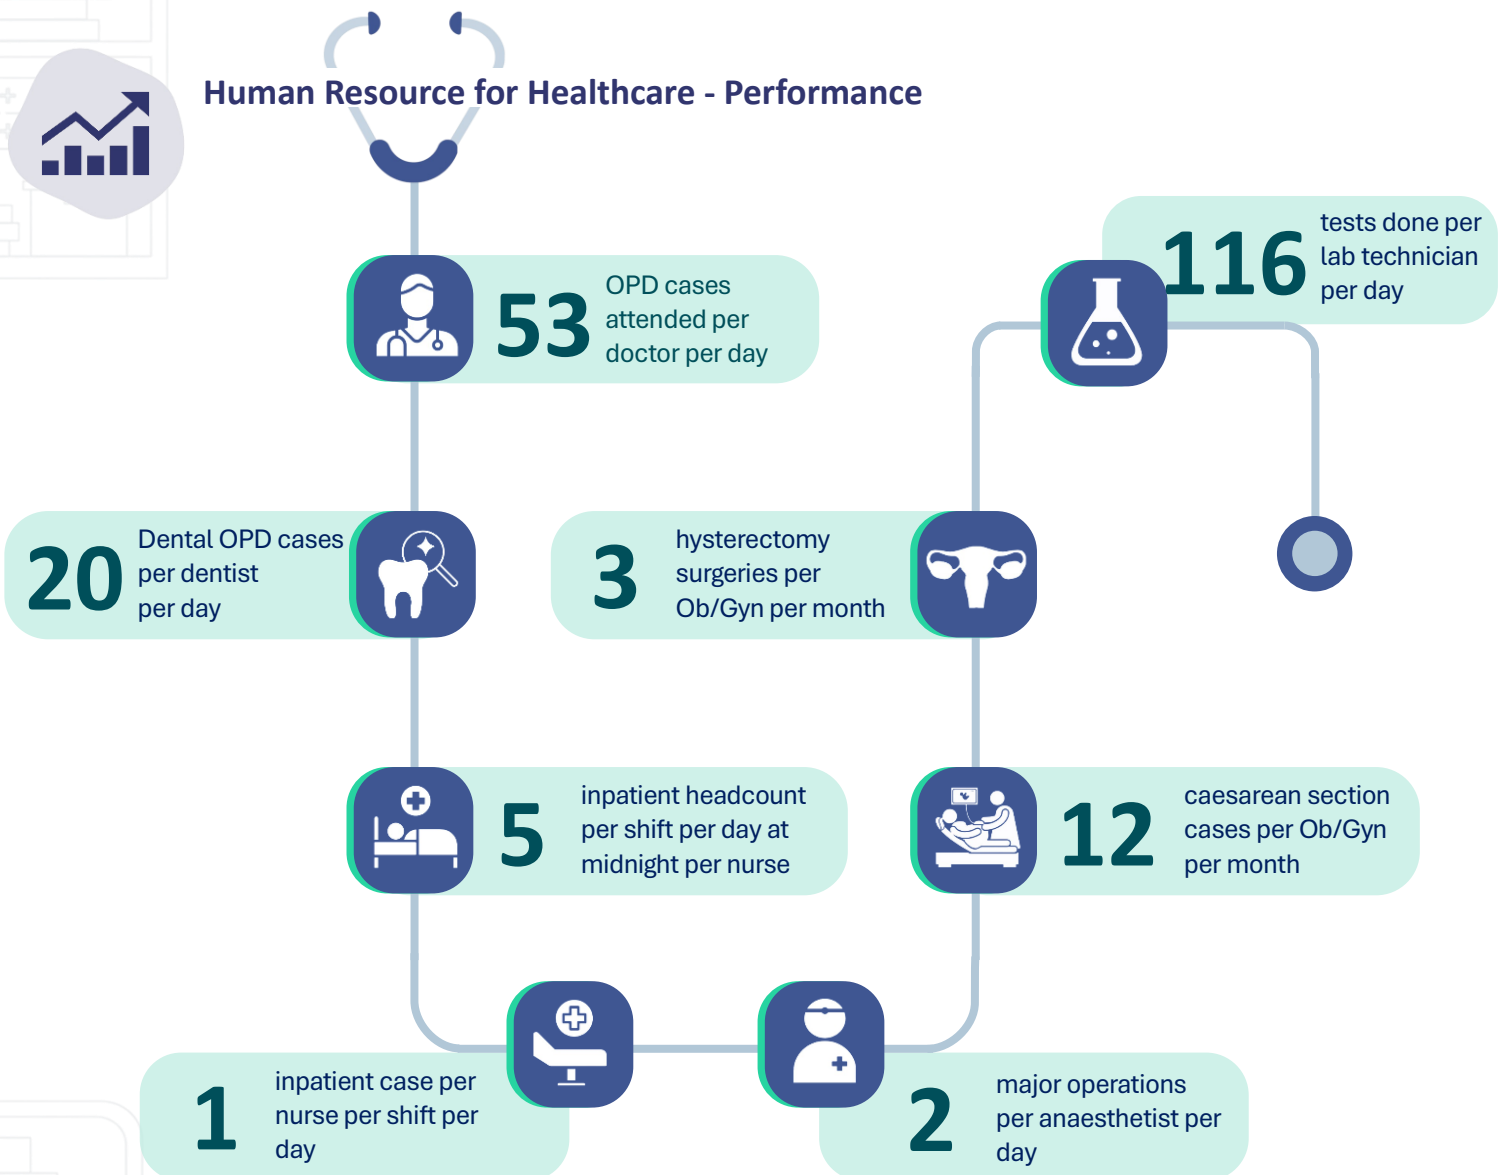 Human Resource for Healthcare - Performance
53
OPD cases
attended per
doctor per day
20
Dental OPD cases
per dentist
per day
5
inpatient headcount
per shift per day at
midnight per nurse
1
inpatient case per
nurse per shift per
day
2
major operations
per anaesthetist per
day
12
caesarean section
cases per Ob/Gyn
per month
3
hysterectomy
surgeries per
Ob/Gyn per month
116
tests done per
lab technician
per day